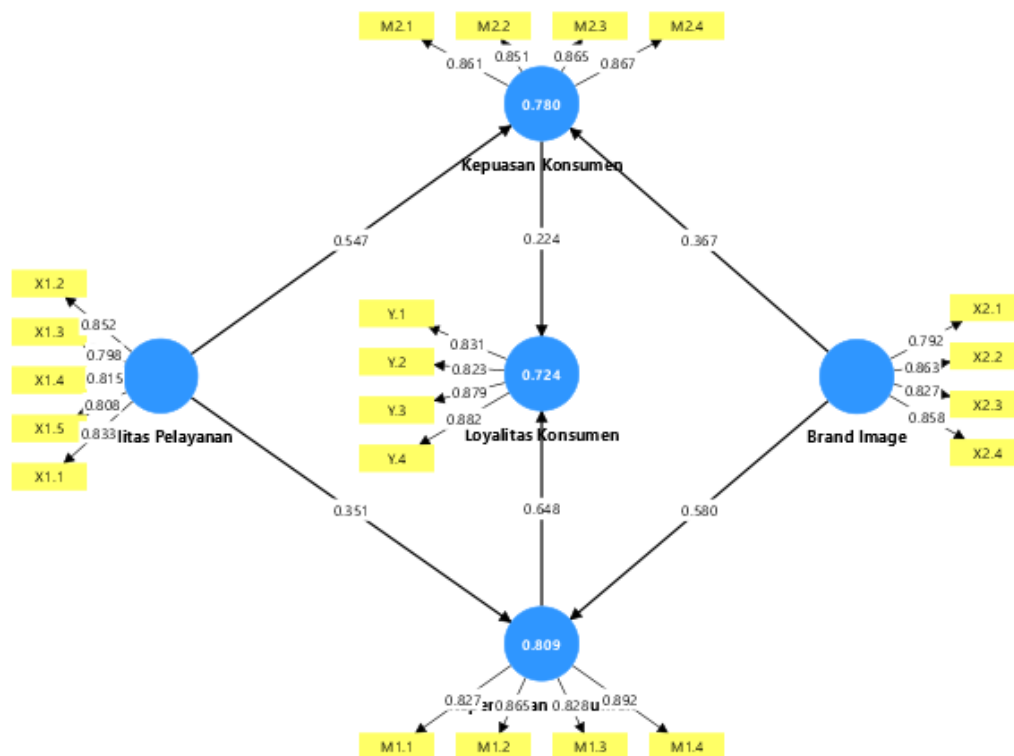 M2.1 M2.2 M2.3 M2.4
0.861 0.851 0.865 0.867
0.780
Kepuasan Konsumen
0.547 0.224 0.367
X1.2
X1.3
X1.4
X1.5
X1.1
0.852
0.798
0.815
0.808
0.833
litas Pelayanan
Y.1
Y.2
Y.3
Y.4
0.831
0.823
0.879
0.882
0.724
Loyalitas Konsumen
X2.1
X2.2
X2.3
X2.4
0.792
0.863
0.827
0.858
Brand Image
0.351 0.648 0.580
0.809
0.827 0.865 0.828 0.892
M1.1 M1.2 M1.3 M1.4